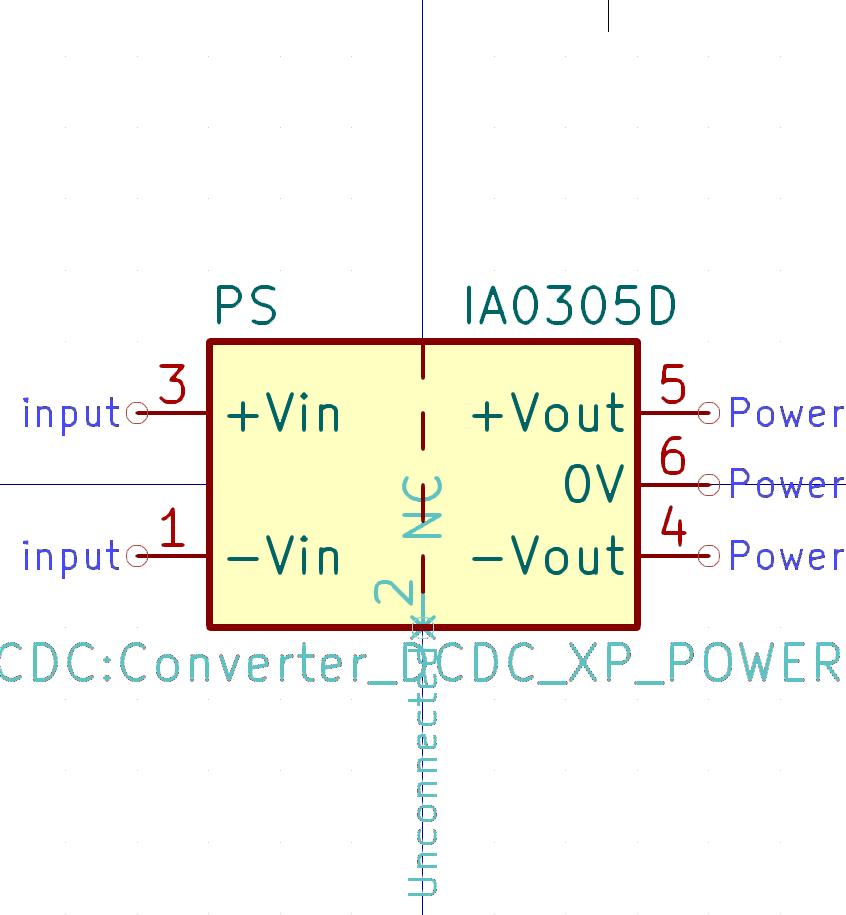 PS IA0305D
input 3 +Vin +Vout 5 Power
0V 6 Power
input 1 -Vin -Vout 4 Power
NC
2
CDC:Converter_DCDC_XP_POWER
Unconnected